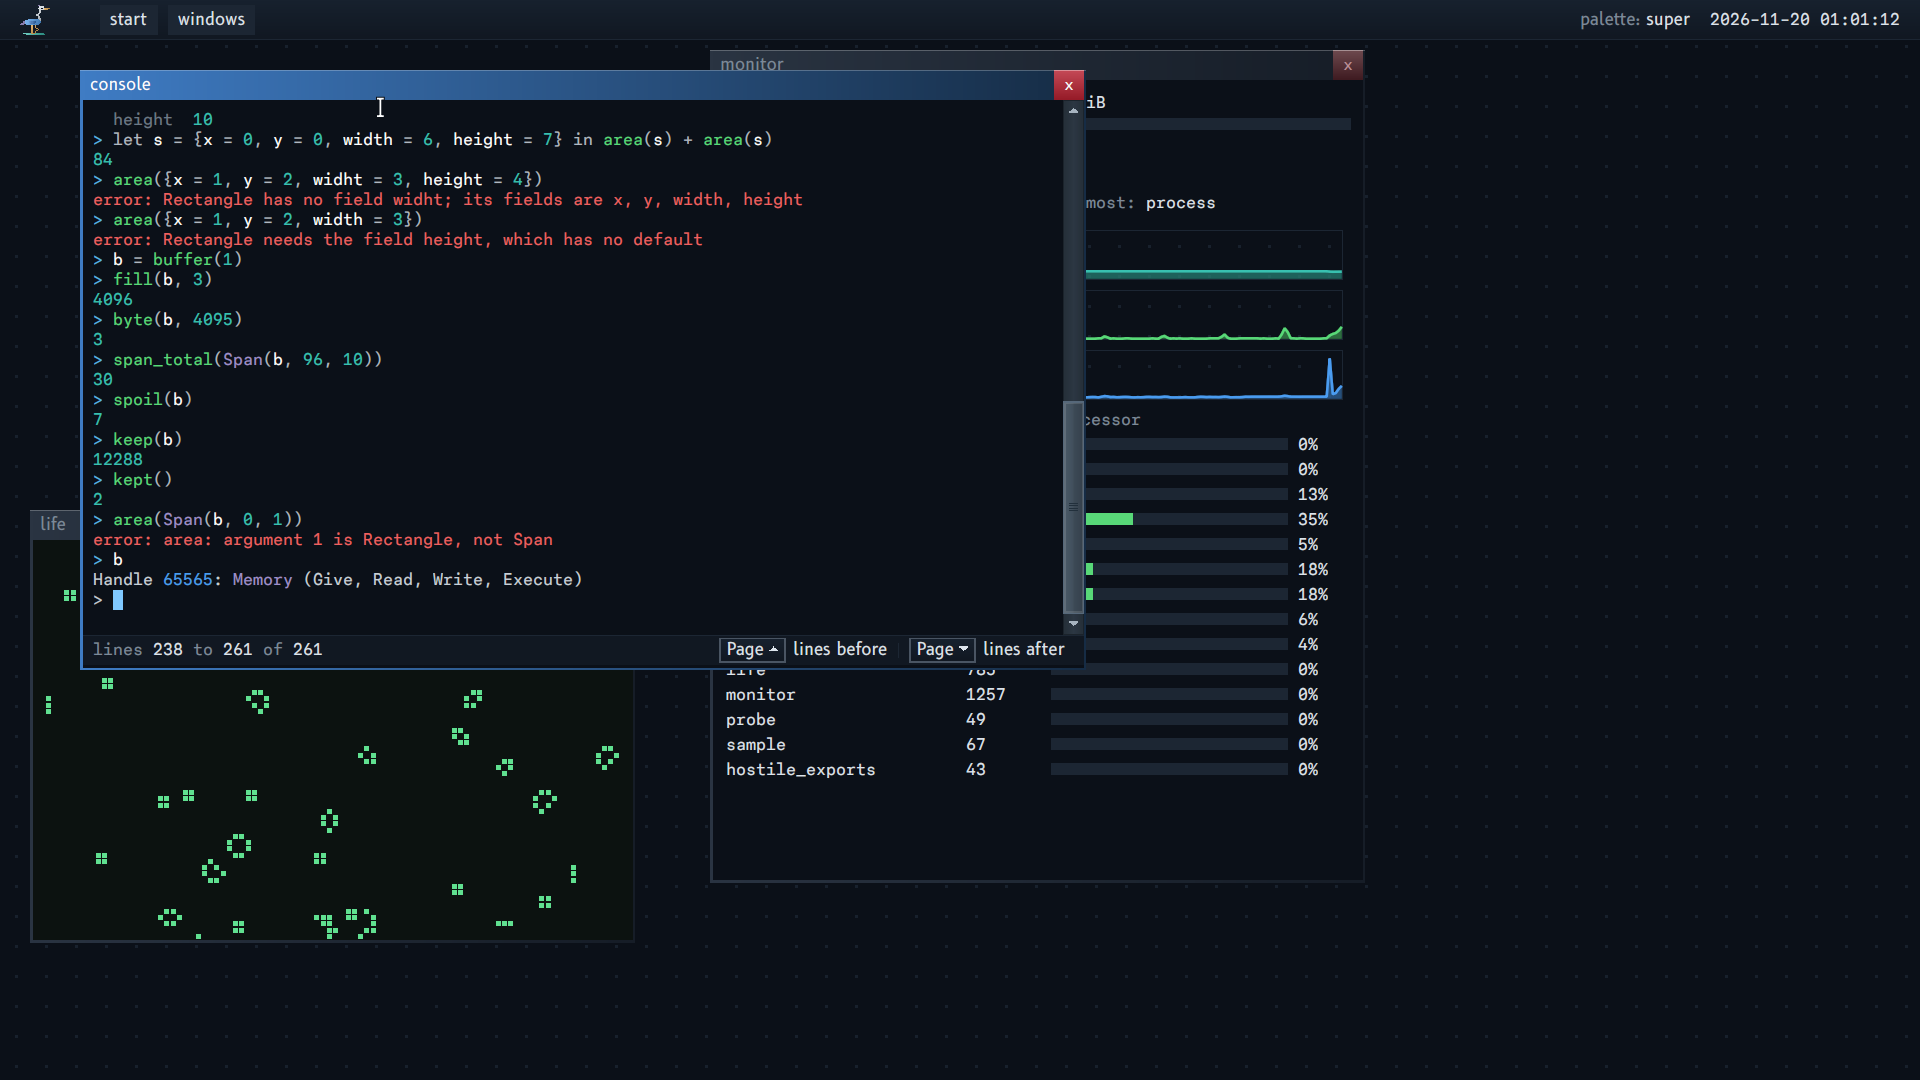 start windows palette: super 2026-11-20 01:01:12
monitor x
console x
height 10
> let s = {x = 0, y = 0, width = 6, height = 7} in area(s) + area(s)
84
> area({x = 1, y = 2, widht = 3, height = 4})
error: Rectangle has no field widht; its fields are x, y, width, height
> area({x = 1, y = 2, width = 3})
error: Rectangle needs the field height, which has no default
> b = buffer(1)
> fill(b, 3)
4096
> byte(b, 4095)
3
> span_total(Span(b, 96, 10))
30
> spoil(b)
7
> keep(b)
12288
> kept()
2
> area(Span(b, 0, 1))
error: area: argument 1 is Rectangle, not Span
> b
Handle 65565: Memory (Give, Read, Write, Execute)
>
lines 238 to 261 of 261 Page lines before Page lines after
iB
most: process
cessor
0%
0%
13%
35%
5%
18%
18%
6%
4%
life 785 0%
monitor 1257 0%
probe 49 0%
sample 67 0%
hostile_exports 43 0%
life